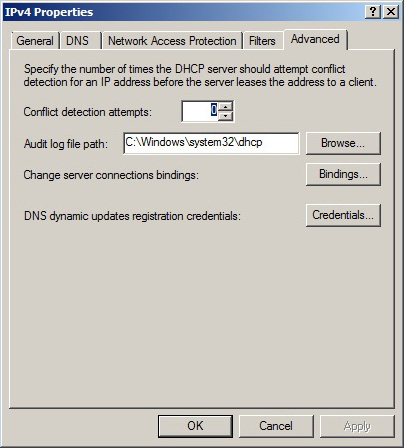 IPv4 Properties
General DNS Network Access Protection Filters Advanced
Specify the number of times the DHCP server should attempt conflict
detection for an IP address before the server leases the address to a client.
Conflict detection attempts: 0
Audit log file path: C:\Windows\system32\dhcp Browse...
Change server connections bindings: Bindings...
DNS dynamic updates registration credentials: Credentials...
OK Cancel Apply